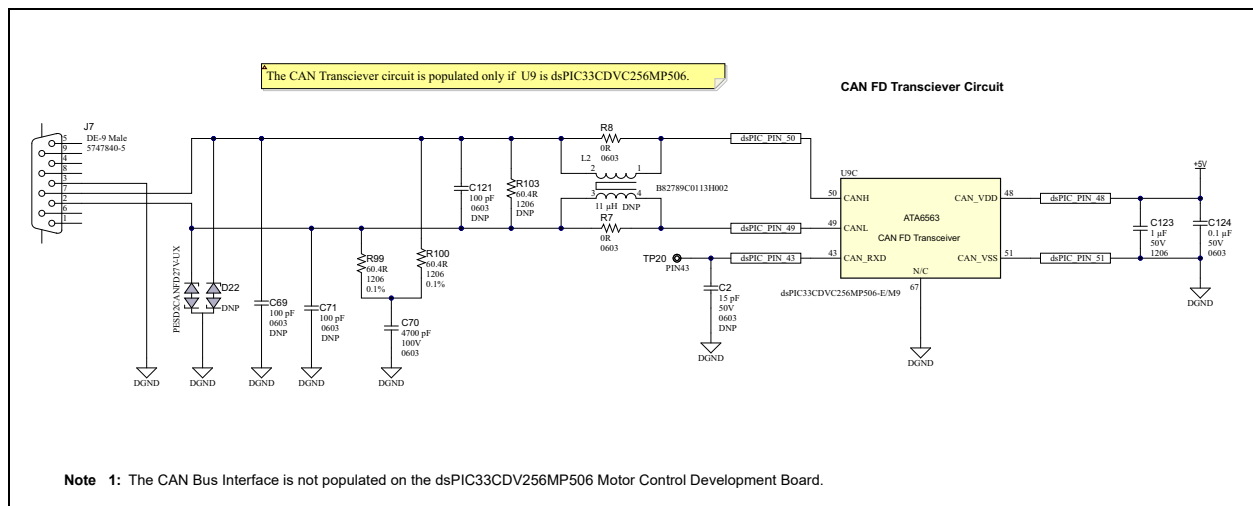 The CAN Transciever circuit is populated only if U9 is dsPIC33CDVC256MP506.
CAN FD Transciever Circuit
J7
DE-9 Male
5747840-5
5
9
4
8
3
7
2
6
1
PESD2CANFD27V-UX
D22
DNP
C69
100 pF
0603
DNP
C71
100 pF
0603
DNP
R99
60.4R
1206
0.1%
R100
60.4R
1206
0.1%
C70
4700 pF
100V
0603
C121
100 pF
0603
DNP
R103
60.4R
1206
DNP
R8
0R
0603
L2
2
1
B82789C0113H002
3
4
11 µH DNP
R7
0R
0603
dsPIC_PIN_50
dsPIC_PIN_49
dsPIC_PIN_43
TP20
PIN43
C2
15 pF
50V
0603
DNP
U9C
50
CANH
49
CANL
43
CAN_RXD
ATA6563
CAN FD Transceiver
CAN_VDD
48
CAN_VSS
51
N/C
67
dsPIC33CDVC256MP506-E/M9
dsPIC_PIN_48
dsPIC_PIN_51
+5V
C123
1 µF
50V
1206
C124
0.1 µF
50V
0603
DGND
DGND
DGND
DGND
DGND
DGND
DGND
DGND
Note 1: The CAN Bus Interface is not populated on the dsPIC33CDV256MP506 Motor Control Development Board.